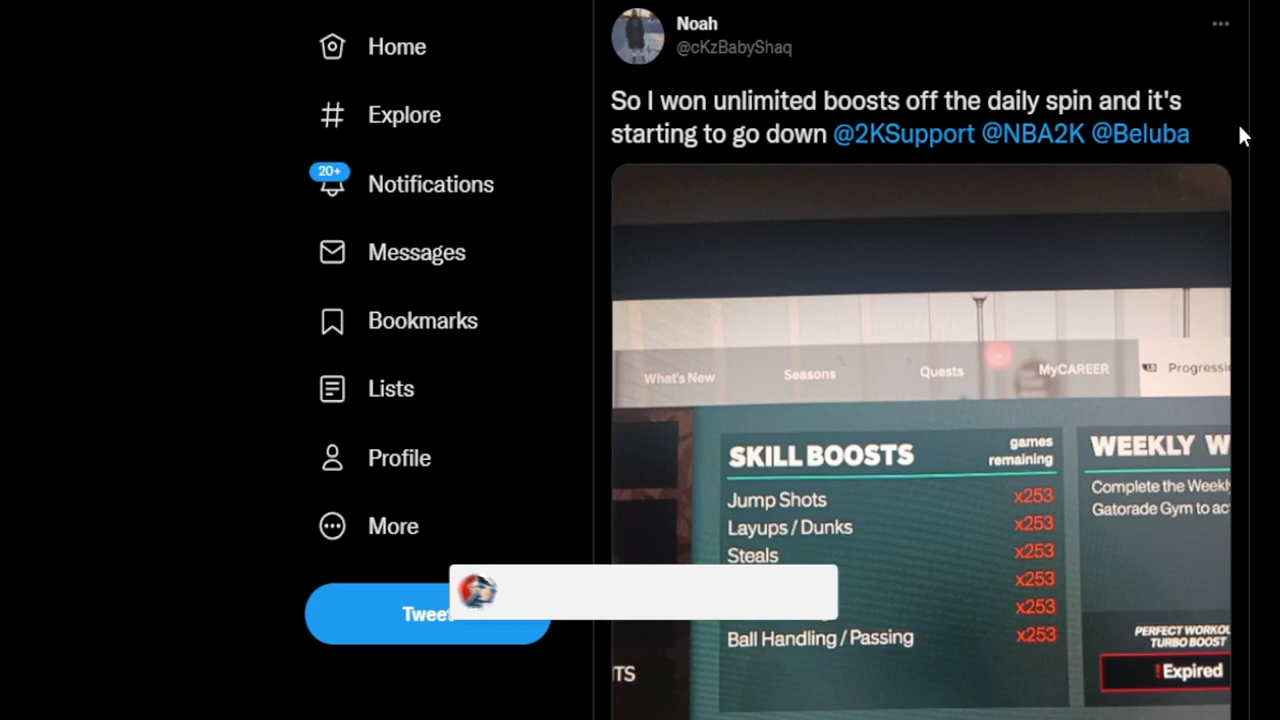 Home
Explore
20+
Notifications
Messages
Bookmarks
Lists
Profile
More
Tweet
Noah
@cKzBabyShaq
So I won unlimited boosts off the daily spin and it's
starting to go down @2KSupport @NBA2K @Beluba
What's New
Seasons
Quests
MyCAREER
Progressi
SKILL BOOSTS
games
remaining
Jump Shots x253
Layups / Dunks x253
Steals x253
x253
x253
Ball Handling / Passing x253
WEEKLY W
Complete the Weekly
Gatorade Gym to ac
PERFECT WORKOU
TURBO BOOST
!Expired
TS